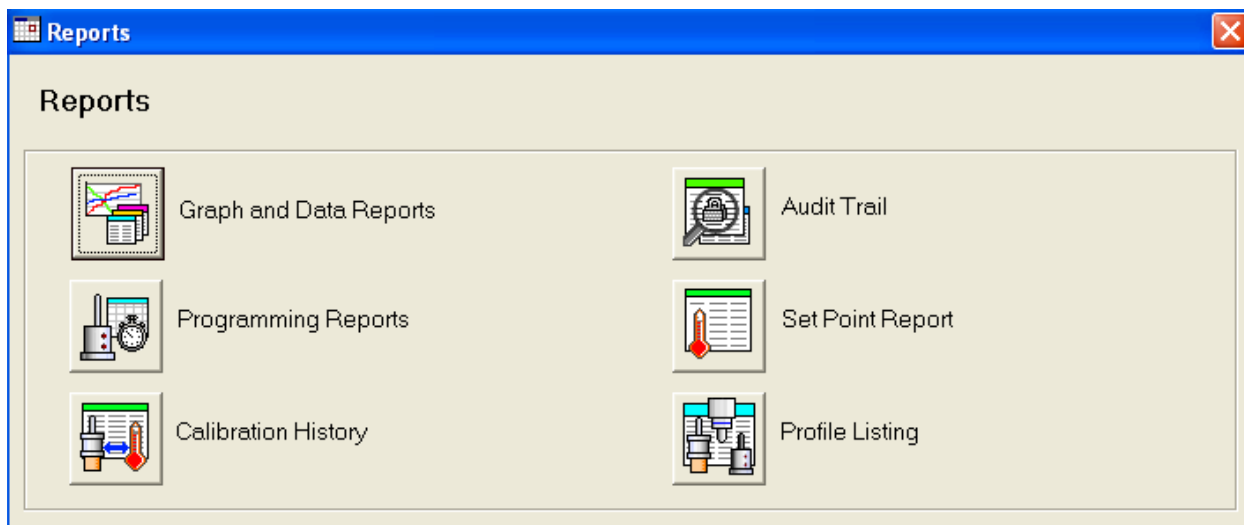 Reports
Reports
Graph and Data Reports
Audit Trail
Programming Reports
Set Point Report
Calibration History
Profile Listing